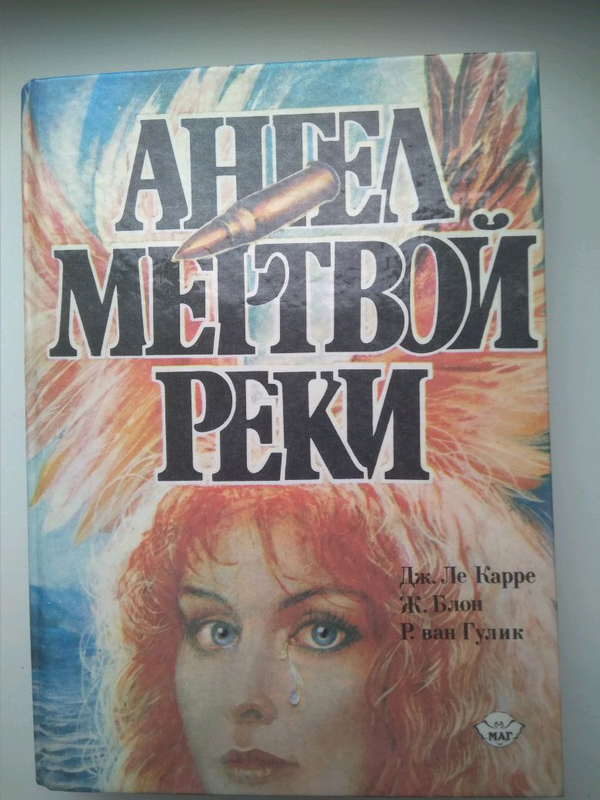 АНГЕЛ
МЕРТВОЙ
РЕКИ
Дж. Ле Карре
Ж. Блон
Р. ван Гулик
МАГ